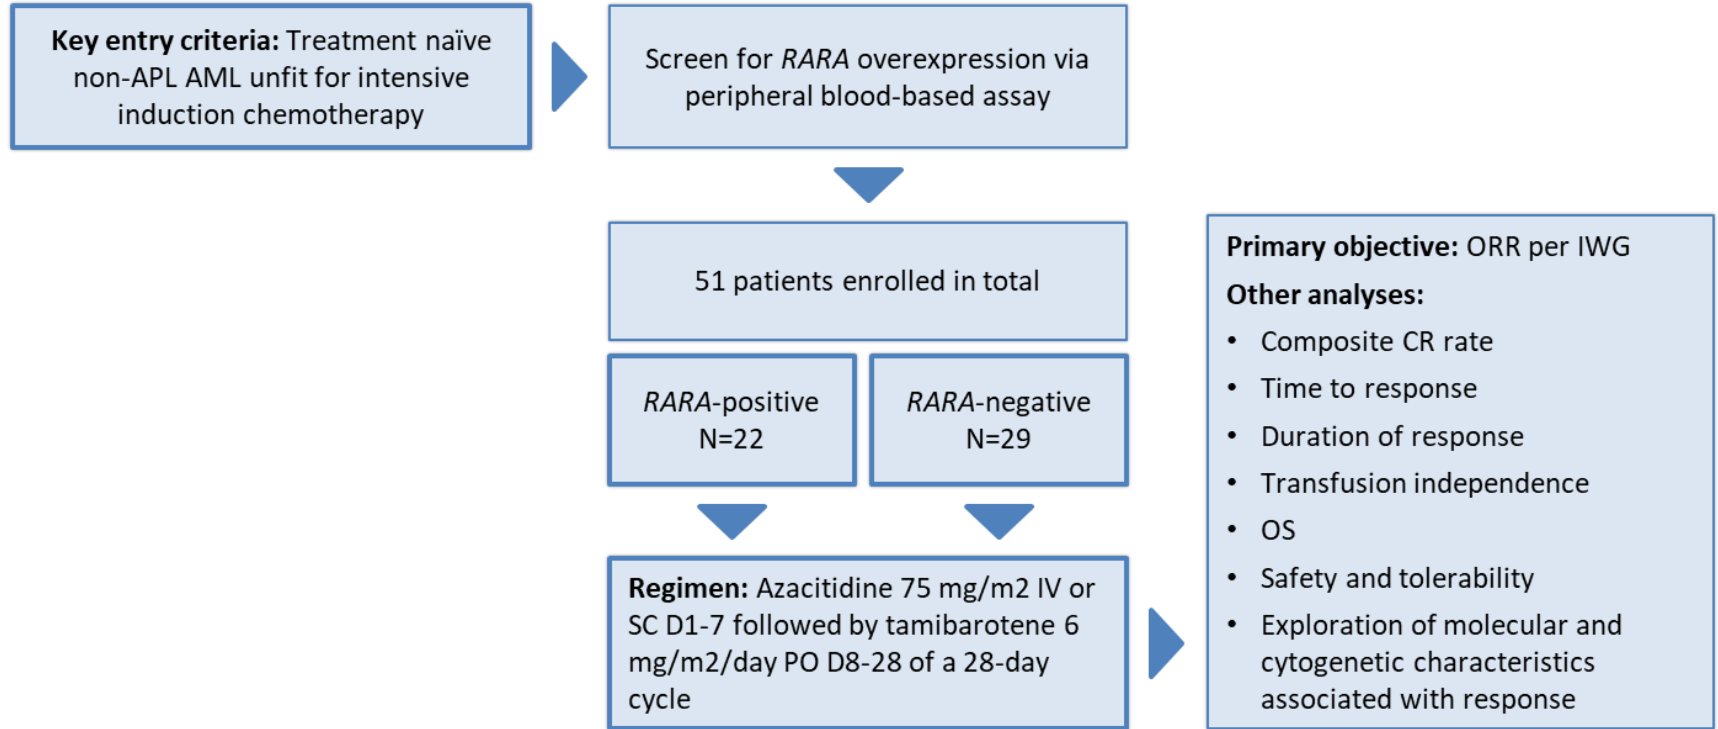 Key entry criteria: Treatment naïve
non-APL AML unfit for intensive
induction chemotherapy
Screen for RARA overexpression via
peripheral blood-based assay
51 patients enrolled in total
RARA-positive
N=22
RARA-negative
N=29
Regimen: Azacitidine 75 mg/m2 IV or
SC D1-7 followed by tamibarotene 6
mg/m2/day PO D8-28 of a 28-day
cycle
Primary objective: ORR per IWG
Other analyses:
• Composite CR rate
• Time to response
• Duration of response
• Transfusion independence
• OS
• Safety and tolerability
• Exploration of molecular and
cytogenetic characteristics
associated with response